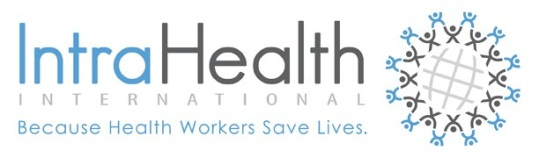 IntraHealth
INTERNATIONAL
Because Health Workers Save Lives.